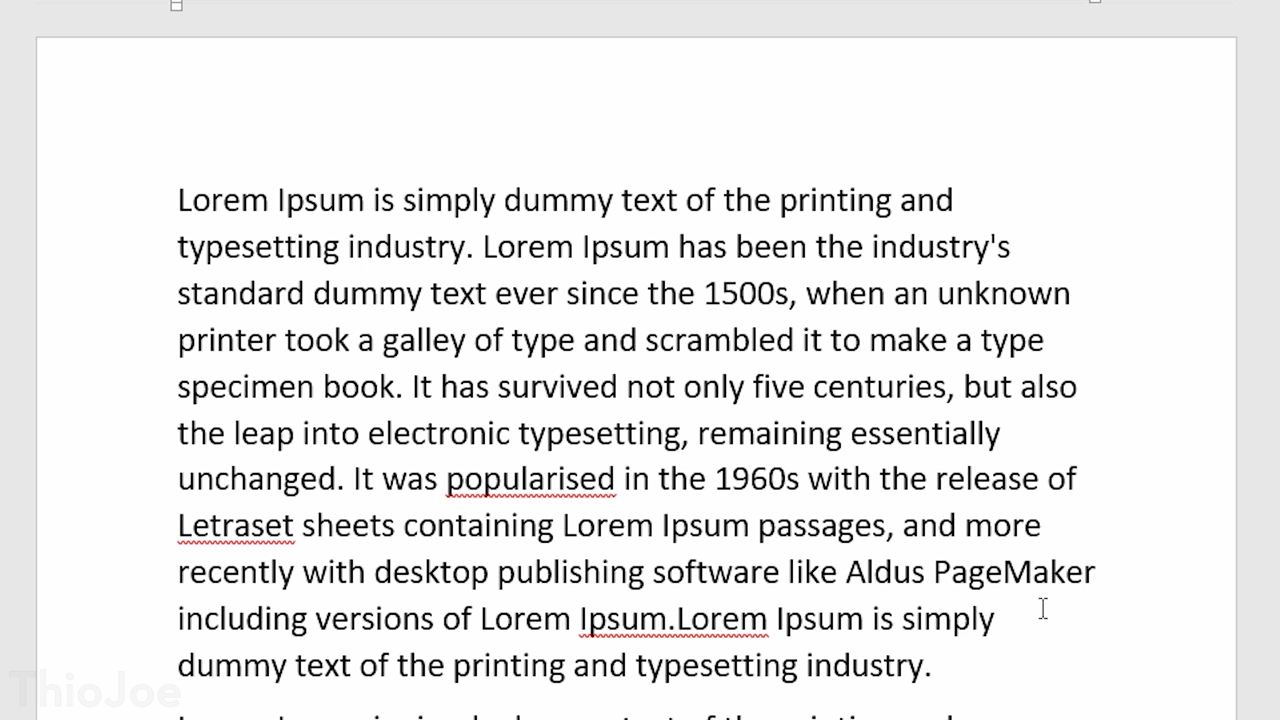 Lorem Ipsum is simply dummy text of the printing and
typesetting industry. Lorem Ipsum has been the industry's
standard dummy text ever since the 1500s, when an unknown
printer took a galley of type and scrambled it to make a type
specimen book. It has survived not only five centuries, but also
the leap into electronic typesetting, remaining essentially
unchanged. It was popularised in the 1960s with the release of
Letraset sheets containing Lorem Ipsum passages, and more
recently with desktop publishing software like Aldus PageMaker
including versions of Lorem Ipsum.Lorem Ipsum is simply
dummy text of the printing and typesetting industry.
ThioJoe